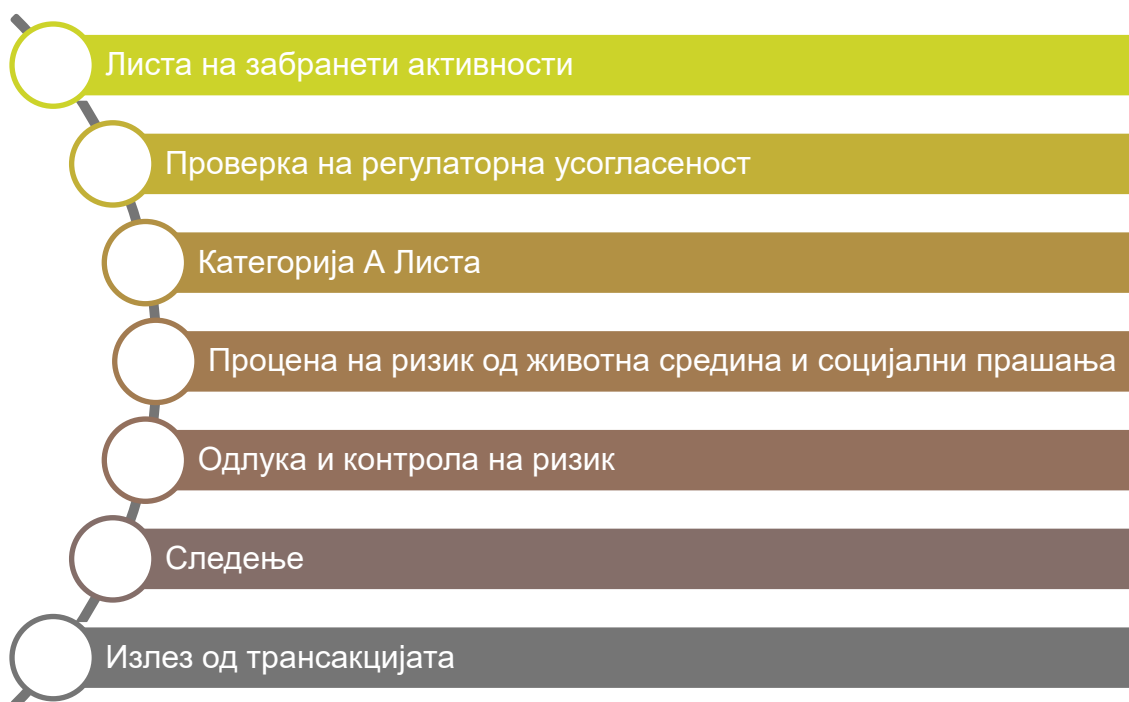 Листа на забранети активности
Проверка на регулаторна усогласеност
Категорија А Листа
Процена на ризик од животна средина и социјални прашања
Одлука и контрола на ризик
Следење
Излез од трансакцијата